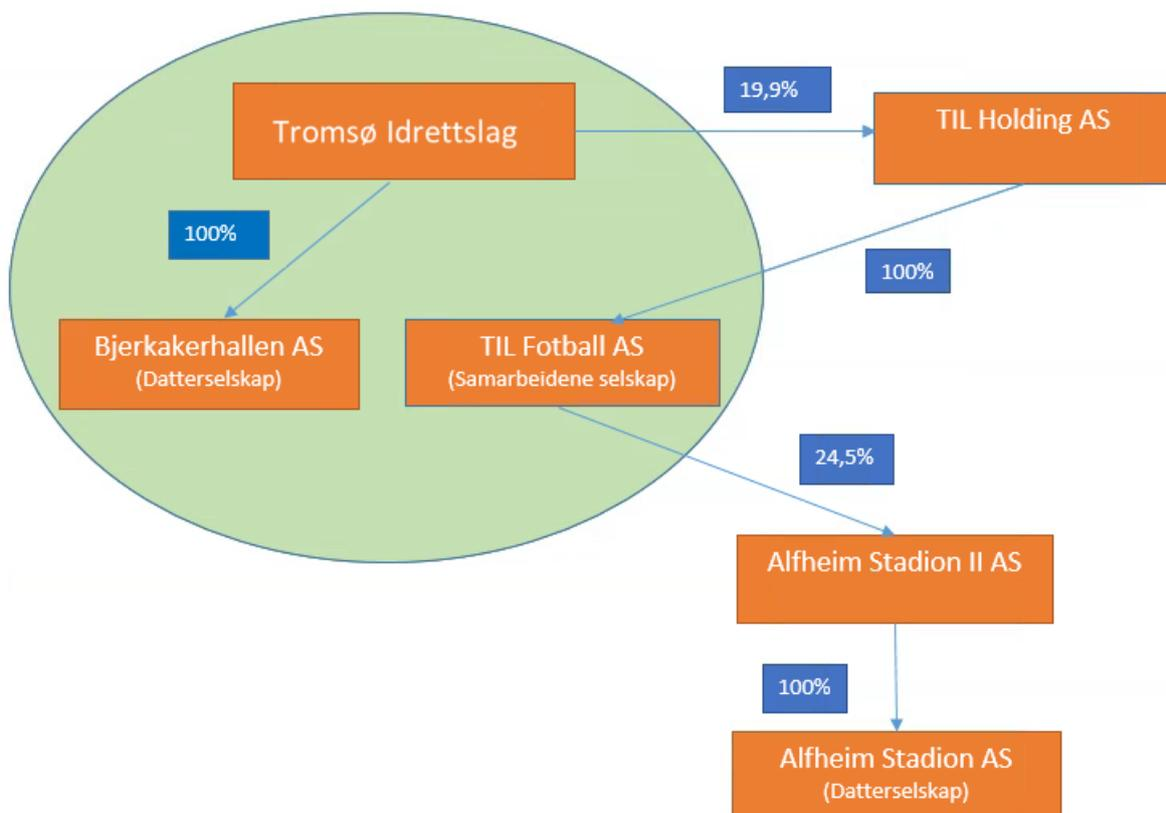 19,9%
Tromsø Idrettslag
TIL Holding AS
100%
100%
Bjerkakerhallen AS
(Datterselskap)
TIL Fotball AS
(Samarbeidene selskap)
24,5%
Alfheim Stadion II AS
100%
Alfheim Stadion AS
(Datterselskap)